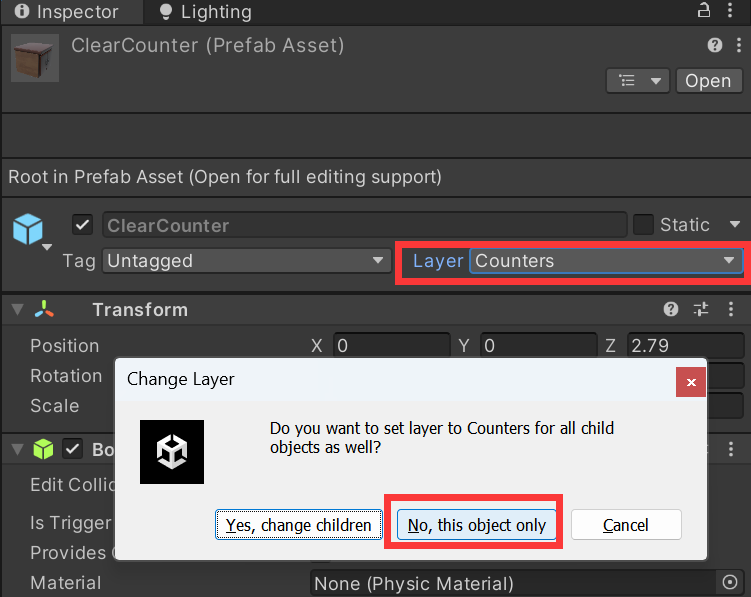 Inspector Lighting
ClearCounter (Prefab Asset)
Open
Root in Prefab Asset (Open for full editing support)
ClearCounter Static
Tag Untagged Layer Counters
Transform
Position X 0 Y 0 Z 2.79
Rotation
Scale
Change Layer
Do you want to set layer to Counters for all child
objects as well?
Yes, change children No, this object only Cancel
Bo
Edit Collic
Is Trigger
Provides
Material None (Physic Material)